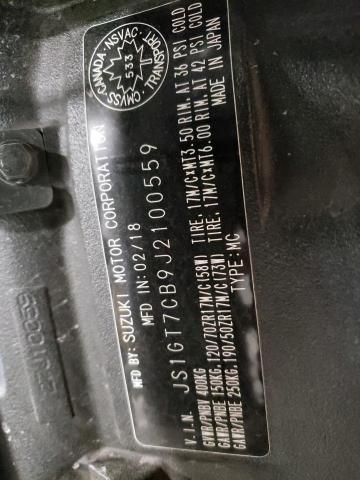 MFD BY: SUZUKI MOTOR CORPORATION
MFD IN: 02/18
V.I.N. JS1GT7CB9J2100559
GVWR/PNBV 400KG
GAWR/PNBE 150KG, 120/70ZR17M/C(58W) TIRE, 17M/C×MT3.50 RIM, AT 36 PSI COLD
GAWR/PNBE 250KG, 190/50ZR17M/C(73W) TIRE, 17M/C×MT6.00 RIM, AT 42 PSI COLD
TYPE: MC MADE IN JAPAN
CANADA-NSVAC
533
TRANSPORT
CMVSS